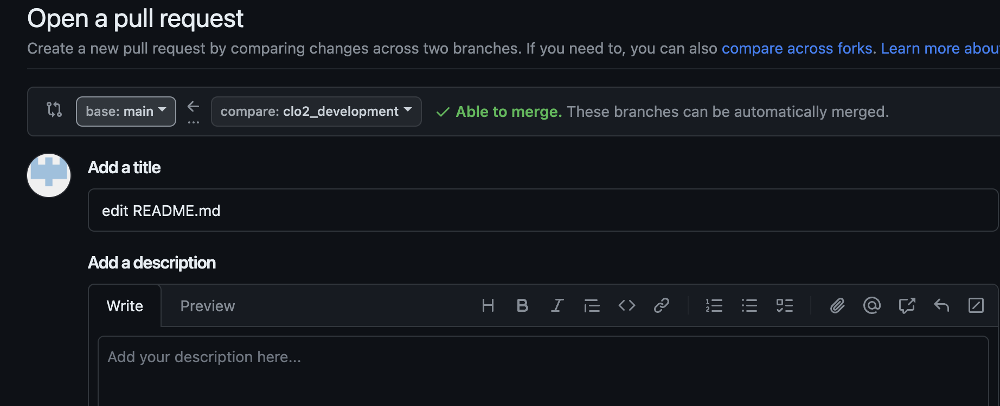 Open a pull request
Create a new pull request by comparing changes across two branches. If you need to, you can also compare across forks. Learn more about
base: main compare: clo2_development Able to merge. These branches can be automatically merged.
Add a title
edit README.md
Add a description
Write Preview
Add your description here...